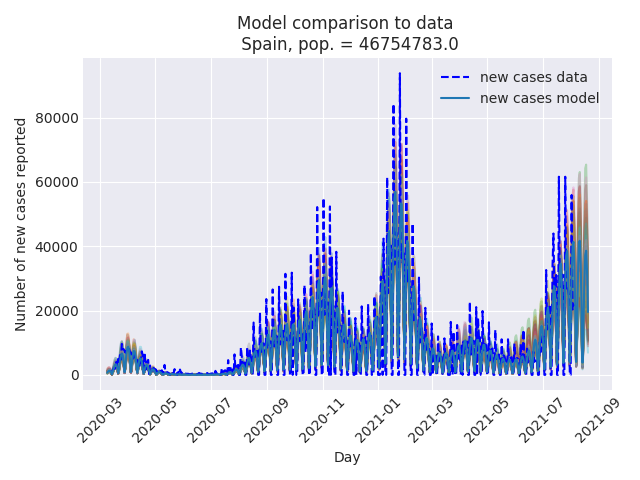 Model comparison to data
Spain, pop. = 46754783.0
new cases data
new cases model
Number of new cases reported
80000
60000
40000
20000
0
2020-03
2020-05
2020-07
2020-09
2020-11
2021-01
2021-03
2021-05
2021-07
2021-09
Day